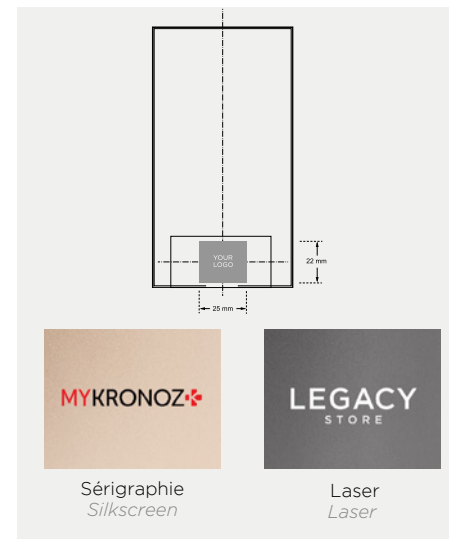 YOUR
LOGO
22 mm
25 mm
MYKRONOZ
LEGACY
STORE
Sérigraphie
Silkscreen
Laser
Laser